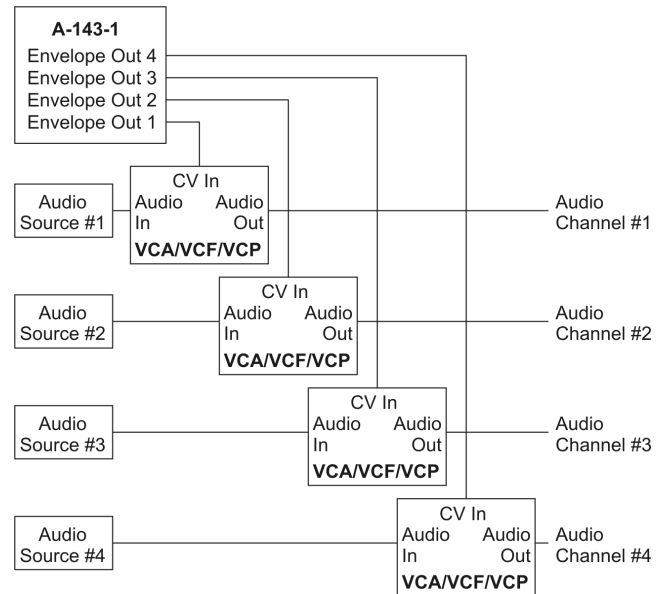 A-143-1
Envelope Out 4
Envelope Out 3
Envelope Out 2
Envelope Out 1
CV In
Audio Source #1
Audio In
Audio Out
VCA/VCF/VCP
Audio Channel #1
CV In
Audio Source #2
Audio In
Audio Out
VCA/VCF/VCP
Audio Channel #2
CV In
Audio Source #3
Audio In
Audio Out
VCA/VCF/VCP
Audio Channel #3
CV In
Audio Source #4
Audio In
Audio Out
VCA/VCF/VCP
Audio Channel #4